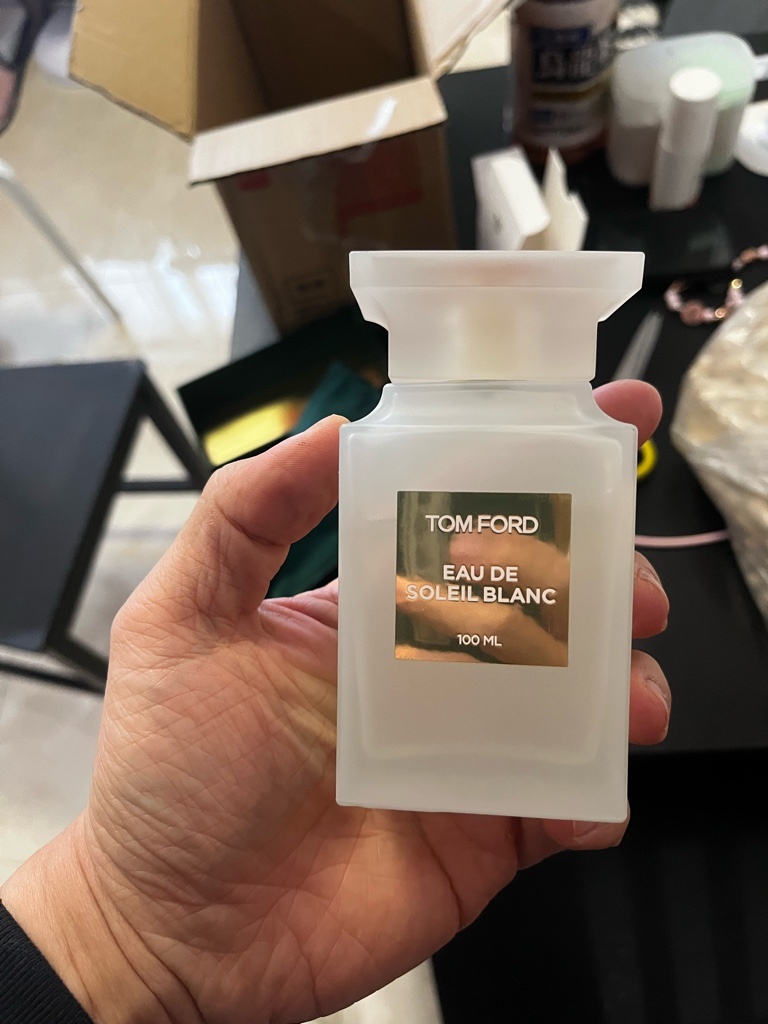 TOM FORD
EAU DE
SOLEIL BLANC
100 ML